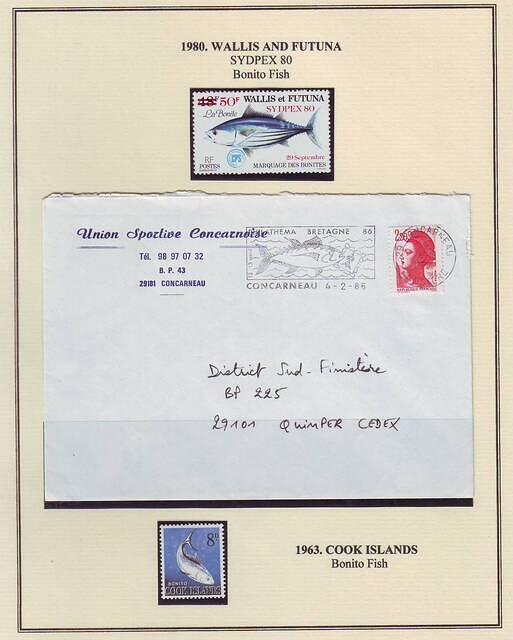 1980. WALLIS AND FUTUNA
SYDPEX 80
Bonito Fish
50F WALLIS et FUTUNA
La Bonite
SYDPEX 80
29 Septembre
RF
POSTES
MARQUAGE DES BONITES
Union Sportive Concarnoise
Tél. 98 97 07 32
B. P. 43
29181 CONCARNEAU
PHILATHEMA BRETAGNE 86
CONCARNEAU 4-2-86
CONCARNEAU
District Sud-Finistère
BP 225
29101 QUIMPER CEDEX
8D
BONITO
COOK ISLANDS
1963. COOK ISLANDS
Bonito Fish